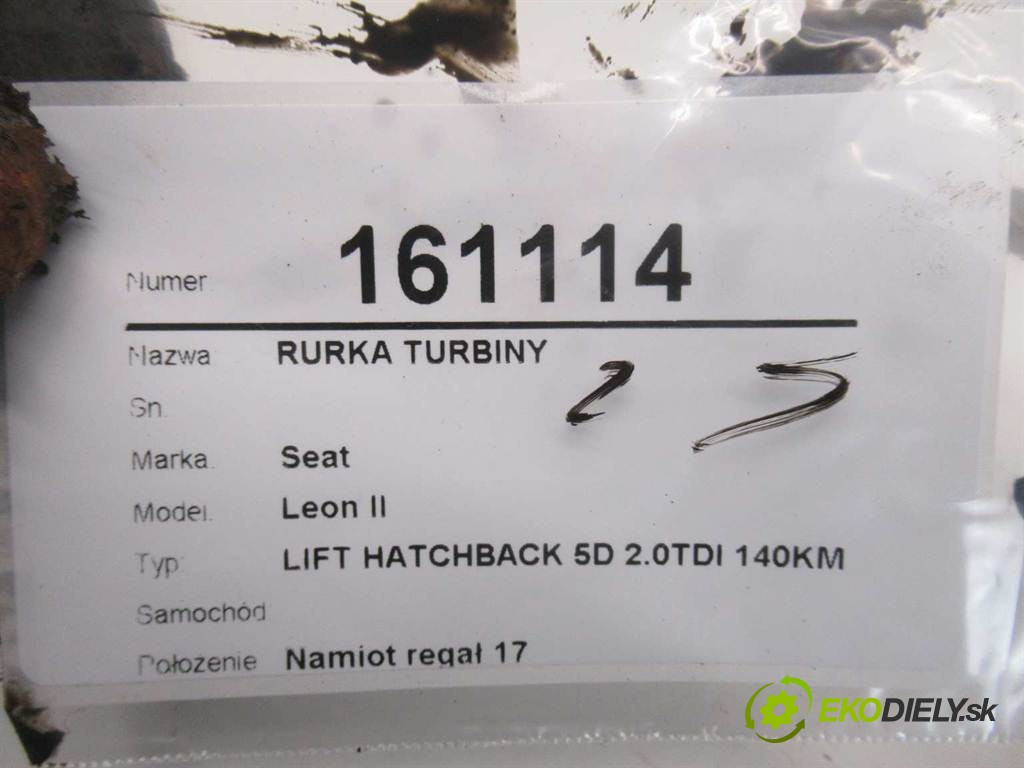 Numer: 161114
Nazwa: RURKA TURBINY
2 5
Sn.
Marka: Seat
Model: Leon II
Typ: LIFT HATCHBACK 5D 2.0TDI 140KM
Samochód
Położenie Namiot regał 17
EKODIELY.sk